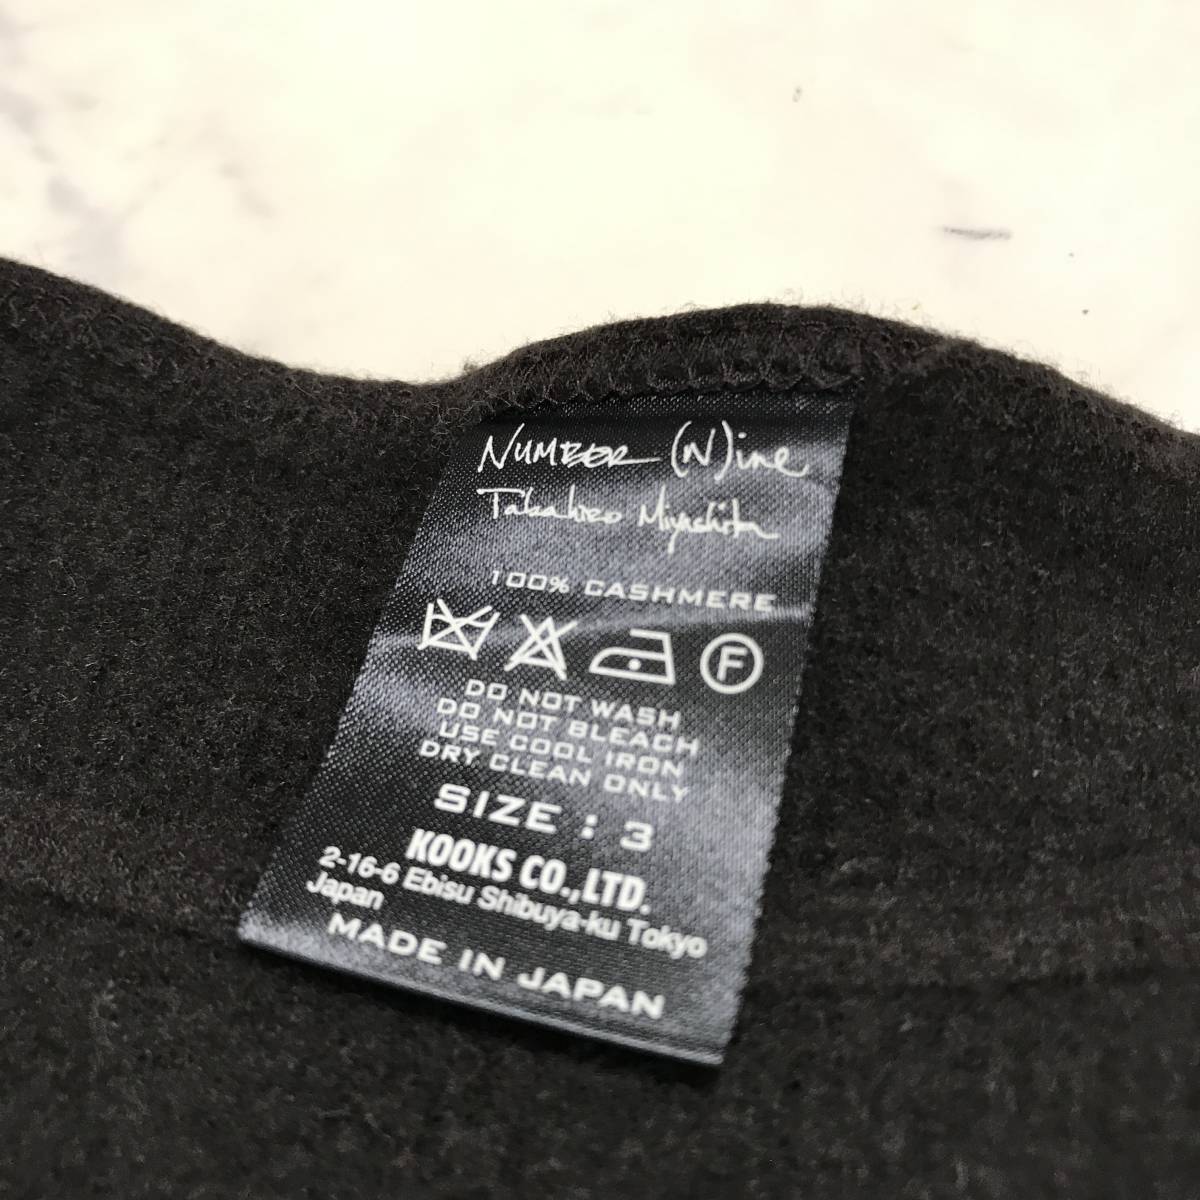 NUMBER (N)ine
Takahiro Miyashita
100% CASHMERE
F
DO NOT WASH
DO NOT BLEACH
USE COOL IRON
DRY CLEAN ONLY
SIZE : 3
KOOKS CO.,LTD.
2-16-6 Ebisu Shibuya-ku Tokyo
Japan
MADE IN JAPAN